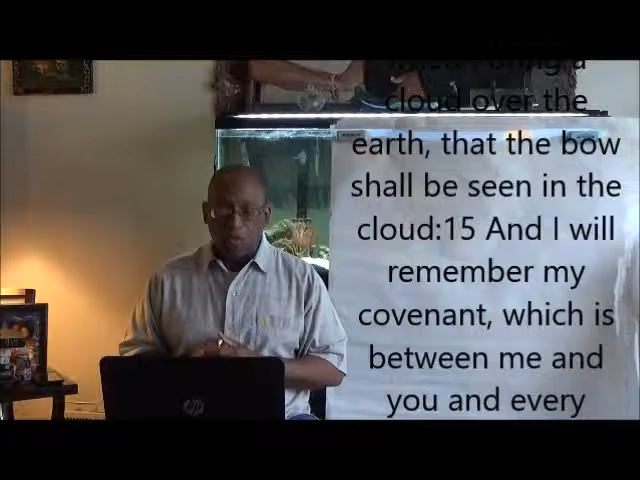 cloud over the
earth, that the bow
shall be seen in the
cloud:15 And I will
remember my
covenant, which is
between me and
you and every
hp